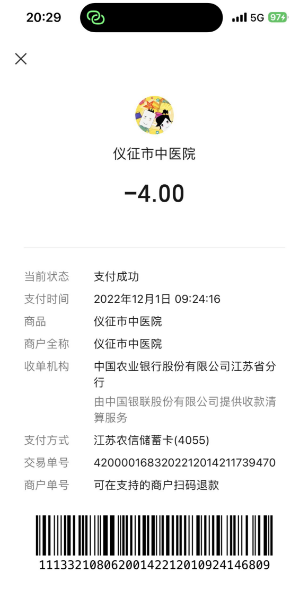 20:29
5G
97
仪征市中医院
-4.00
当前状态 支付成功
支付时间 2022年12月1日 09:24:16
商品 仪征市中医院
商户全称 仪征市中医院
收单机构 中国农业银行股份有限公司江苏省分
行
由中国银联股份有限公司提供收款清
算服务
支付方式 江苏农信储蓄卡(4055)
交易单号 4200001683202212014211739470
商户单号 可在支持的商户扫码退款
11133210806200142212010924146809